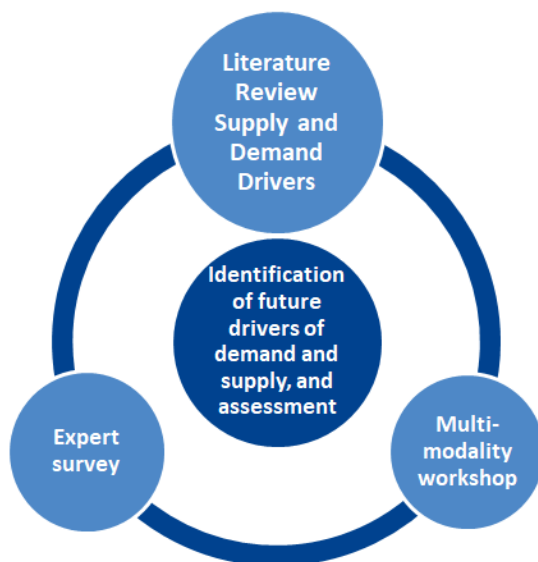 Literature
Review
Supply and
Demand
Drivers
Identification
of future
drivers of
demand and
supply, and
assessment
Expert
survey
Multi-
modality
workshop